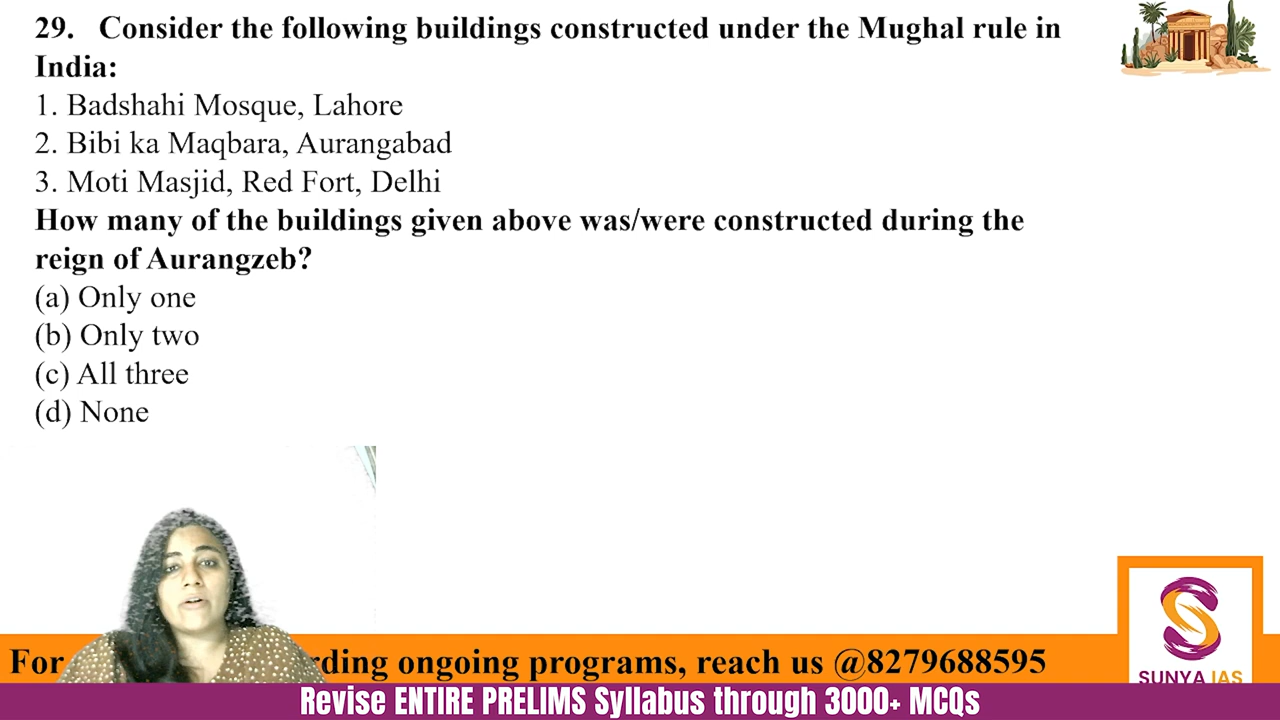 29. Consider the following buildings constructed under the Mughal rule in
India:
1. Badshahi Mosque, Lahore
2. Bibi ka Maqbara, Aurangabad
3. Moti Masjid, Red Fort, Delhi
How many of the buildings given above was/were constructed during the
reign of Aurangzeb?
(a) Only one
(b) Only two
(c) All three
(d) None
SUNYA IAS
For ongoing programs, reach us @8279688595
Revise ENTIRE PRELIMS Syllabus through 3000+ MCQs